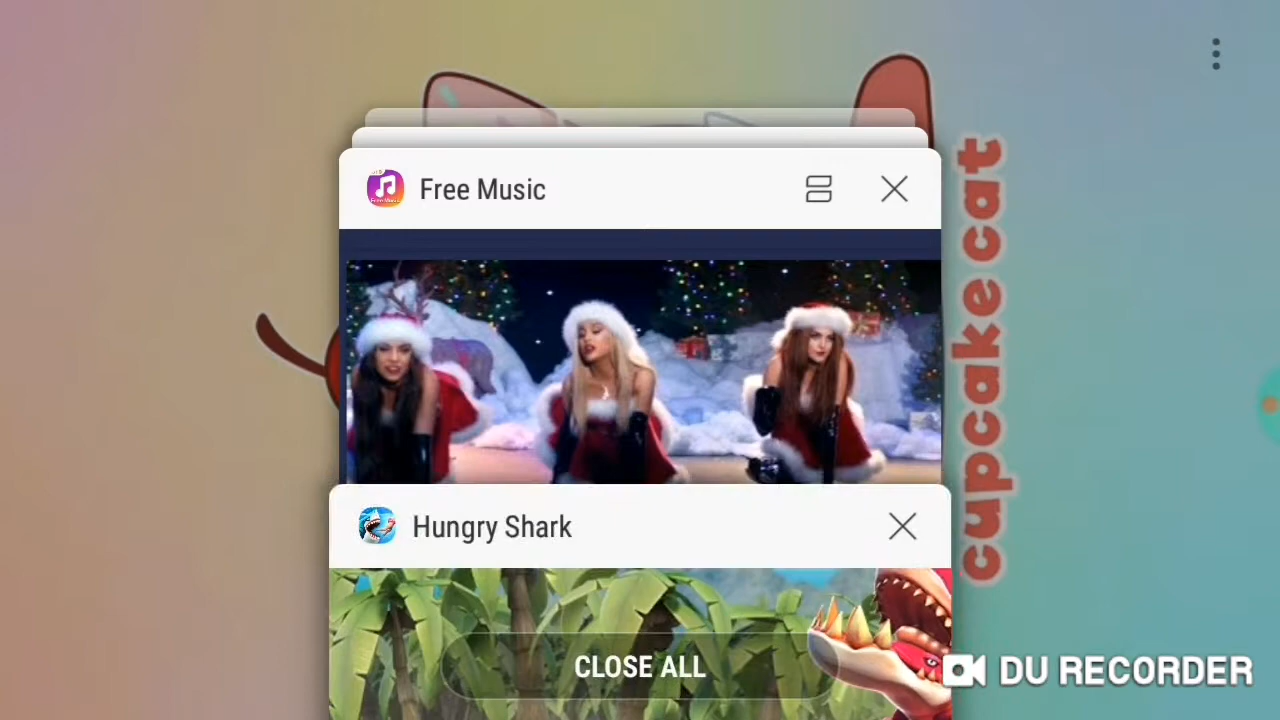 Free Music
cupcake cat
Hungry Shark
CLOSE ALL
DU RECORDER